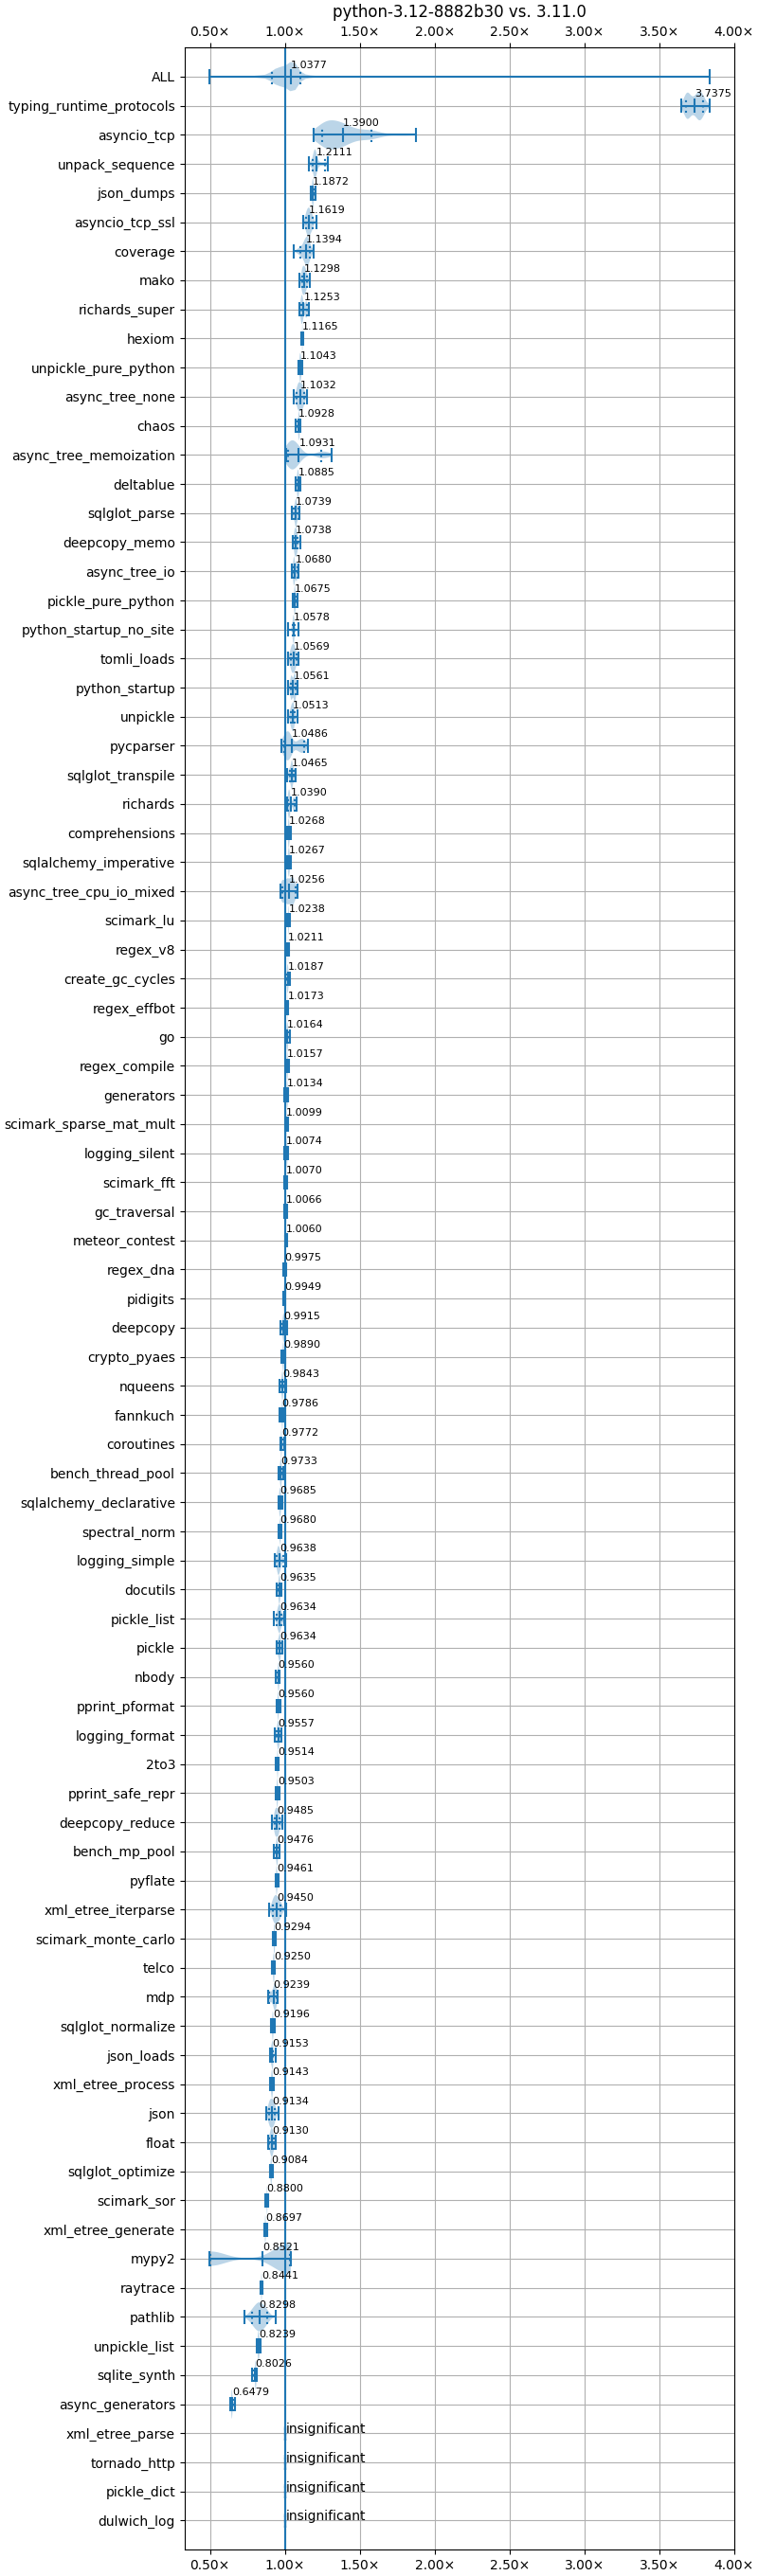 python-3.12-8882b30 vs. 3.11.0
0.50× 1.00× 1.50× 2.00× 2.50× 3.00× 3.50× 4.00×
ALL 1.0377
typing_runtime_protocols 3.7375
asyncio_tcp 1.3900
unpack_sequence 1.2111
json_dumps 1.1872
asyncio_tcp_ssl 1.1619
coverage 1.1394
mako 1.1298
richards_super 1.1253
hexiom 1.1165
unpickle_pure_python 1.1043
async_tree_none 1.1032
chaos 1.0928
async_tree_memoization 1.0931
deltablue 1.0885
sqlglot_parse 1.0739
deepcopy_memo 1.0738
async_tree_io 1.0680
pickle_pure_python 1.0675
python_startup_no_site 1.0578
tomli_loads 1.0569
python_startup 1.0561
unpickle 1.0513
pycparser 1.0486
sqlglot_transpile 1.0465
richards 1.0390
comprehensions 1.0268
sqlalchemy_imperative 1.0267
async_tree_cpu_io_mixed 1.0256
scimark_lu 1.0238
regex_v8 1.0211
create_gc_cycles 1.0187
regex_effbot 1.0173
go 1.0164
regex_compile 1.0157
generators 1.0134
scimark_sparse_mat_mult 1.0099
logging_silent 1.0074
scimark_fft 1.0070
gc_traversal 1.0066
meteor_contest 1.0060
regex_dna 0.9975
pidigits 0.9949
deepcopy 0.9915
crypto_pyaes 0.9890
nqueens 0.9843
fannkuch 0.9786
coroutines 0.9772
bench_thread_pool 0.9733
sqlalchemy_declarative 0.9685
spectral_norm 0.9680
logging_simple 0.9638
docutils 0.9635
pickle_list 0.9634
pickle 0.9634
nbody 0.9560
pprint_pformat 0.9560
logging_format 0.9557
2to3 0.9514
pprint_safe_repr 0.9503
deepcopy_reduce 0.9485
bench_mp_pool 0.9476
pyflate 0.9461
xml_etree_iterparse 0.9450
scimark_monte_carlo 0.9294
telco 0.9250
mdp 0.9239
sqlglot_normalize 0.9196
json_loads 0.9153
xml_etree_process 0.9143
json 0.9134
float 0.9130
sqlglot_optimize 0.9084
scimark_sor 0.8800
xml_etree_generate 0.8697
mypy2 0.8521
raytrace 0.8441
pathlib 0.8298
unpickle_list 0.8239
sqlite_synth 0.8026
async_generators 0.6479
xml_etree_parse insignificant
tornado_http insignificant
pickle_dict insignificant
dulwich_log insignificant
0.50× 1.00× 1.50× 2.00× 2.50× 3.00× 3.50× 4.00×